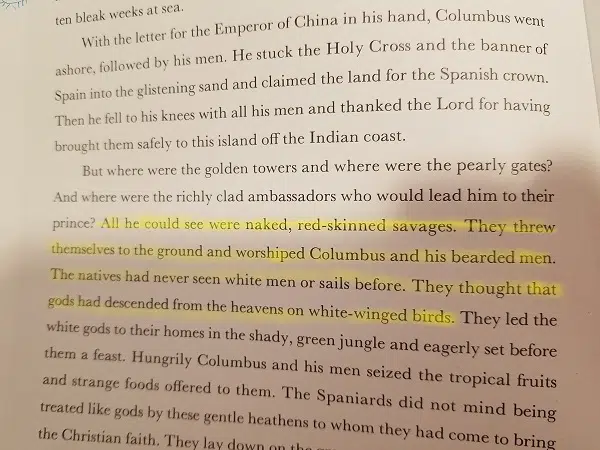 ten bleak weeks at sea.
With the letter for the Emperor of China in his hand, Columbus went
ashore, followed by his men. He stuck the Holy Cross and the banner of
Spain into the glistening sand and claimed the land for the Spanish crown.
Then he fell to his knees with all his men and thanked the Lord for having
brought them safely to this island off the Indian coast.
But where were the golden towers and where were the pearly gates?
And where were the richly clad ambassadors who would lead him to their
prince? All he could see were naked, red-skinned savages. They threw
themselves to the ground and worshiped Columbus and his bearded men.
The natives had never seen white men or sails before. They thought that
gods had descended from the heavens on white-winged birds. They led the
white gods to their homes in the shady, green jungle and eagerly set before
them a feast. Hungrily Columbus and his men seized the tropical fruits
and strange foods offered to them. The Spaniards did not mind being
treated like gods by these gentle heathens to whom they had come to bring
the Christian faith. They lay down on the